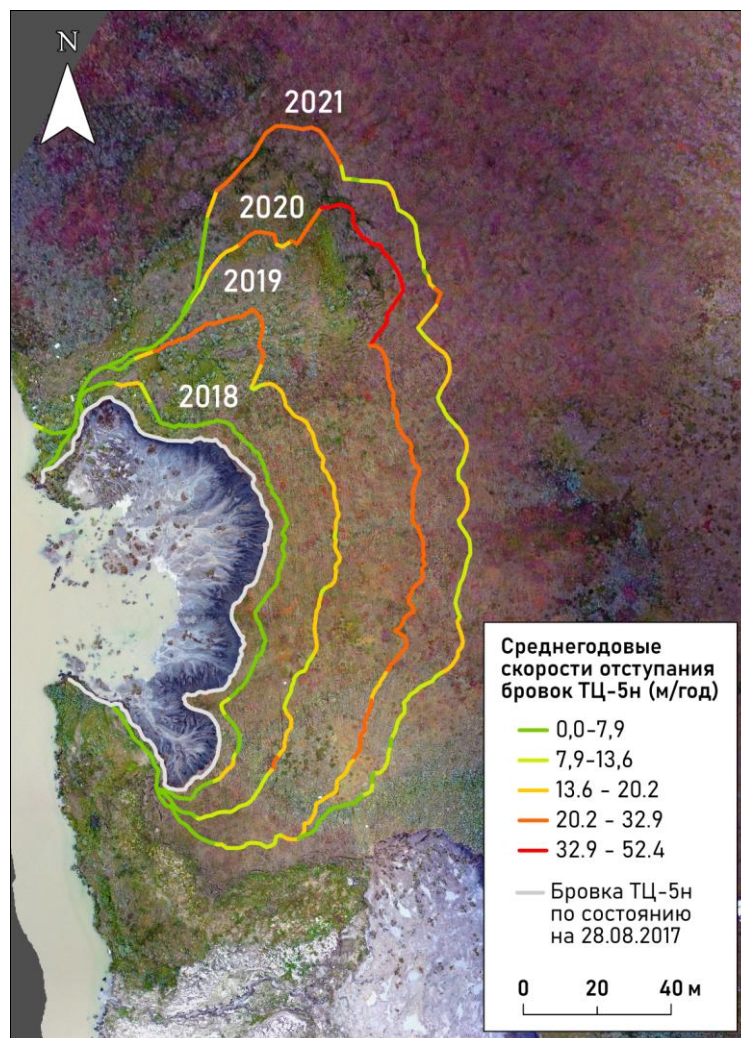 N
2021
2020
2019
2018
Среднегодовые
скорости отступания
бровок ТЦ-5н (м/год)
0,0-7,9
7,9-13,6
13.6 - 20.2
20.2 - 32.9
32.9 - 52.4
Бровка ТЦ-5н
по состоянию
на 28.08.2017
0 20 40 м